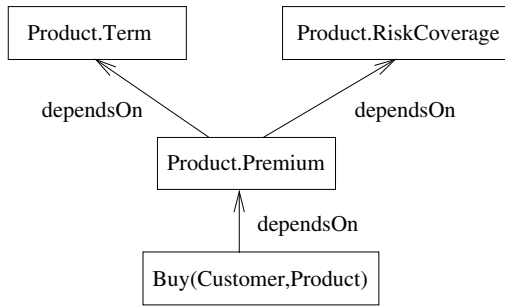 Product.Term
Product.RiskCoverage
dependsOn
dependsOn
Product.Premium
dependsOn
Buy(Customer,Product)